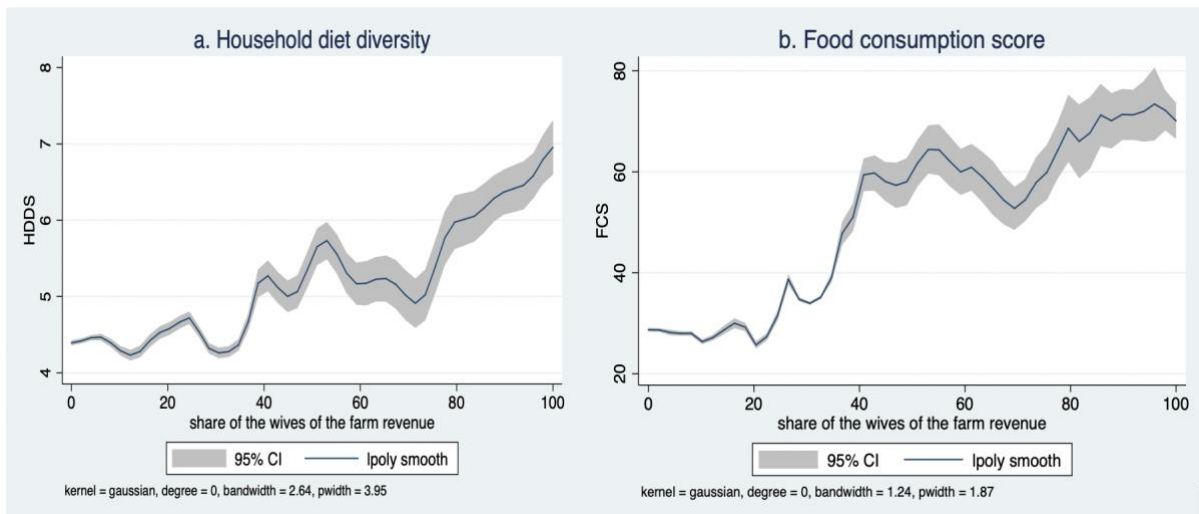 a. Household diet diversity
HDDS
8
7
6
5
4
0 20 40 60 80 100
share of the wives of the farm revenue
95% CI lpoly smooth
kernel = gaussian, degree = 0, bandwidth = 2.64, pwidth = 3.95
b. Food consumption score
FCS
80
60
40
20
0 20 40 60 80 100
share of the wives of the farm revenue
95% CI lpoly smooth
kernel = gaussian, degree = 0, bandwidth = 1.24, pwidth = 1.87